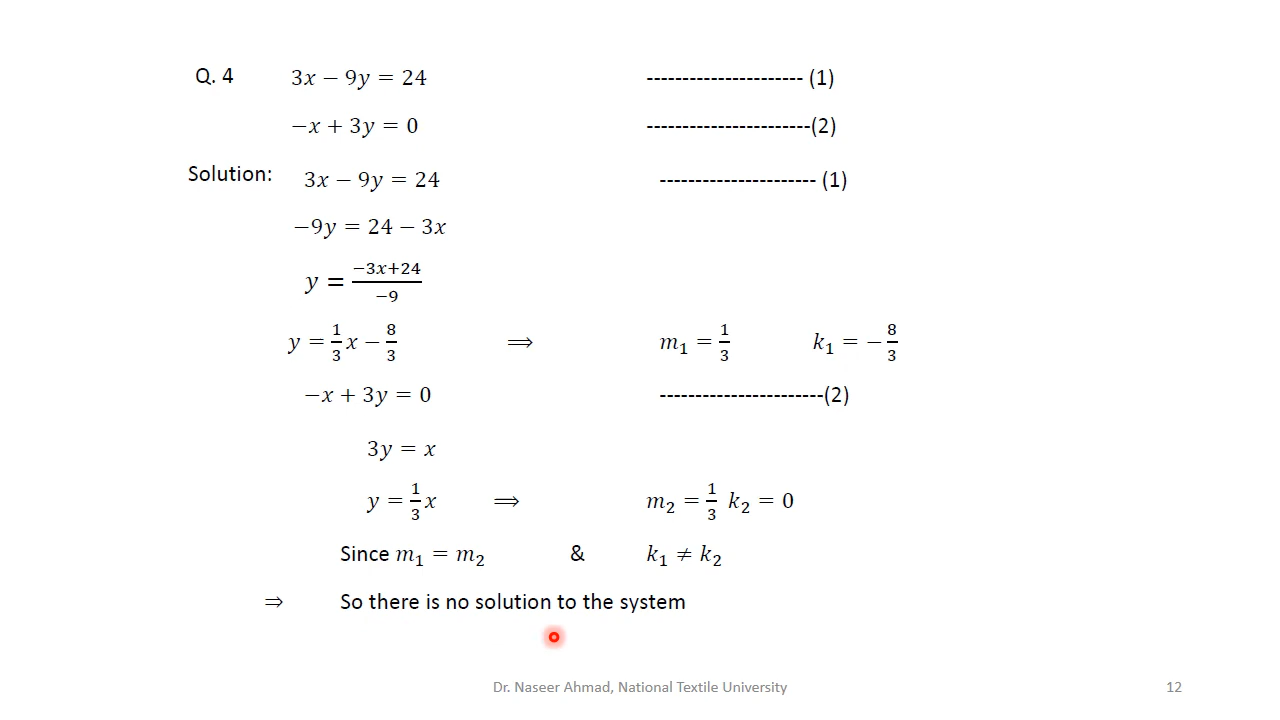 Q. 4 3x − 9y = 24 ---------------------- (1)
−x + 3y = 0 -----------------------(2)
Solution: 3x − 9y = 24 ---------------------- (1)
−9y = 24 − 3x
y = (−3x+24)/(−9)
y = 1/3 x − 8/3 ⟹ m₁ = 1/3 k₁ = − 8/3
−x + 3y = 0 -----------------------(2)
3y = x
y = 1/3 x ⟹ m₂ = 1/3 k₂ = 0
Since m₁ = m₂ & k₁ ≠ k₂
⇒ So there is no solution to the system
Dr. Naseer Ahmad, National Textile University 12